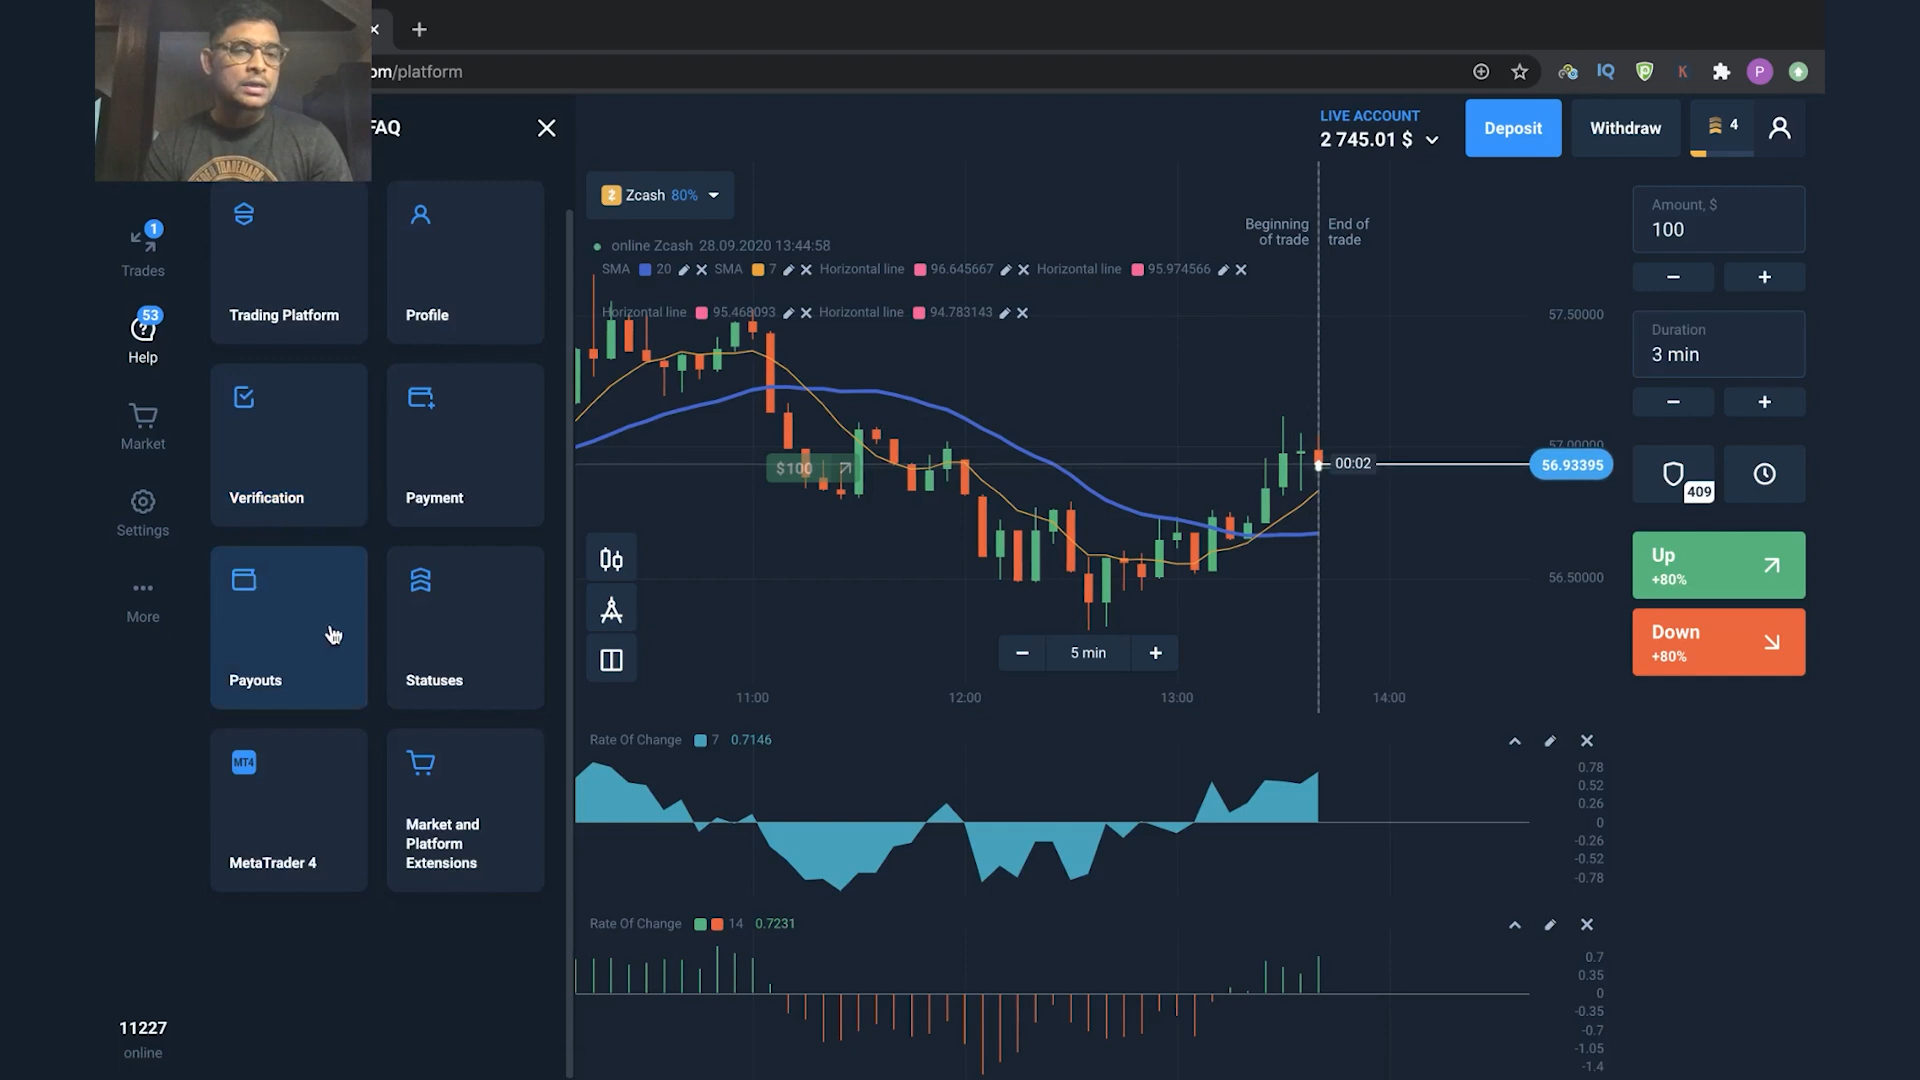 om/platform
IQ
K
P
FAQ
LIVE ACCOUNT
2 745.01 $
Deposit
Withdraw
4
Zcash 80%
Beginning of trade
End of trade
online Zcash 28.09.2020 13:44:58
SMA 20 SMA 7 Horizontal line 96.645667 Horizontal line 95.974566
Horizontal line 95.468093 Horizontal line 94.783143
1
Trades
53
Help
Market
Settings
More
11227
online
Trading Platform
Profile
Verification
Payment
Payouts
Statuses
MT4
MetaTrader 4
Market and
Platform
Extensions
$100
00:02
57.50000
57.00000
56.93395
56.50000
5 min
11:00
12:00
13:00
14:00
Rate Of Change 7 0.7146
0.78
0.52
0.26
0
-0.26
-0.52
-0.78
Rate Of Change 14 0.7231
0.7
0.35
0
-0.35
-0.7
-1.05
-1.4
Amount, $
100
Duration
3 min
409
Up
+80%
Down
+80%